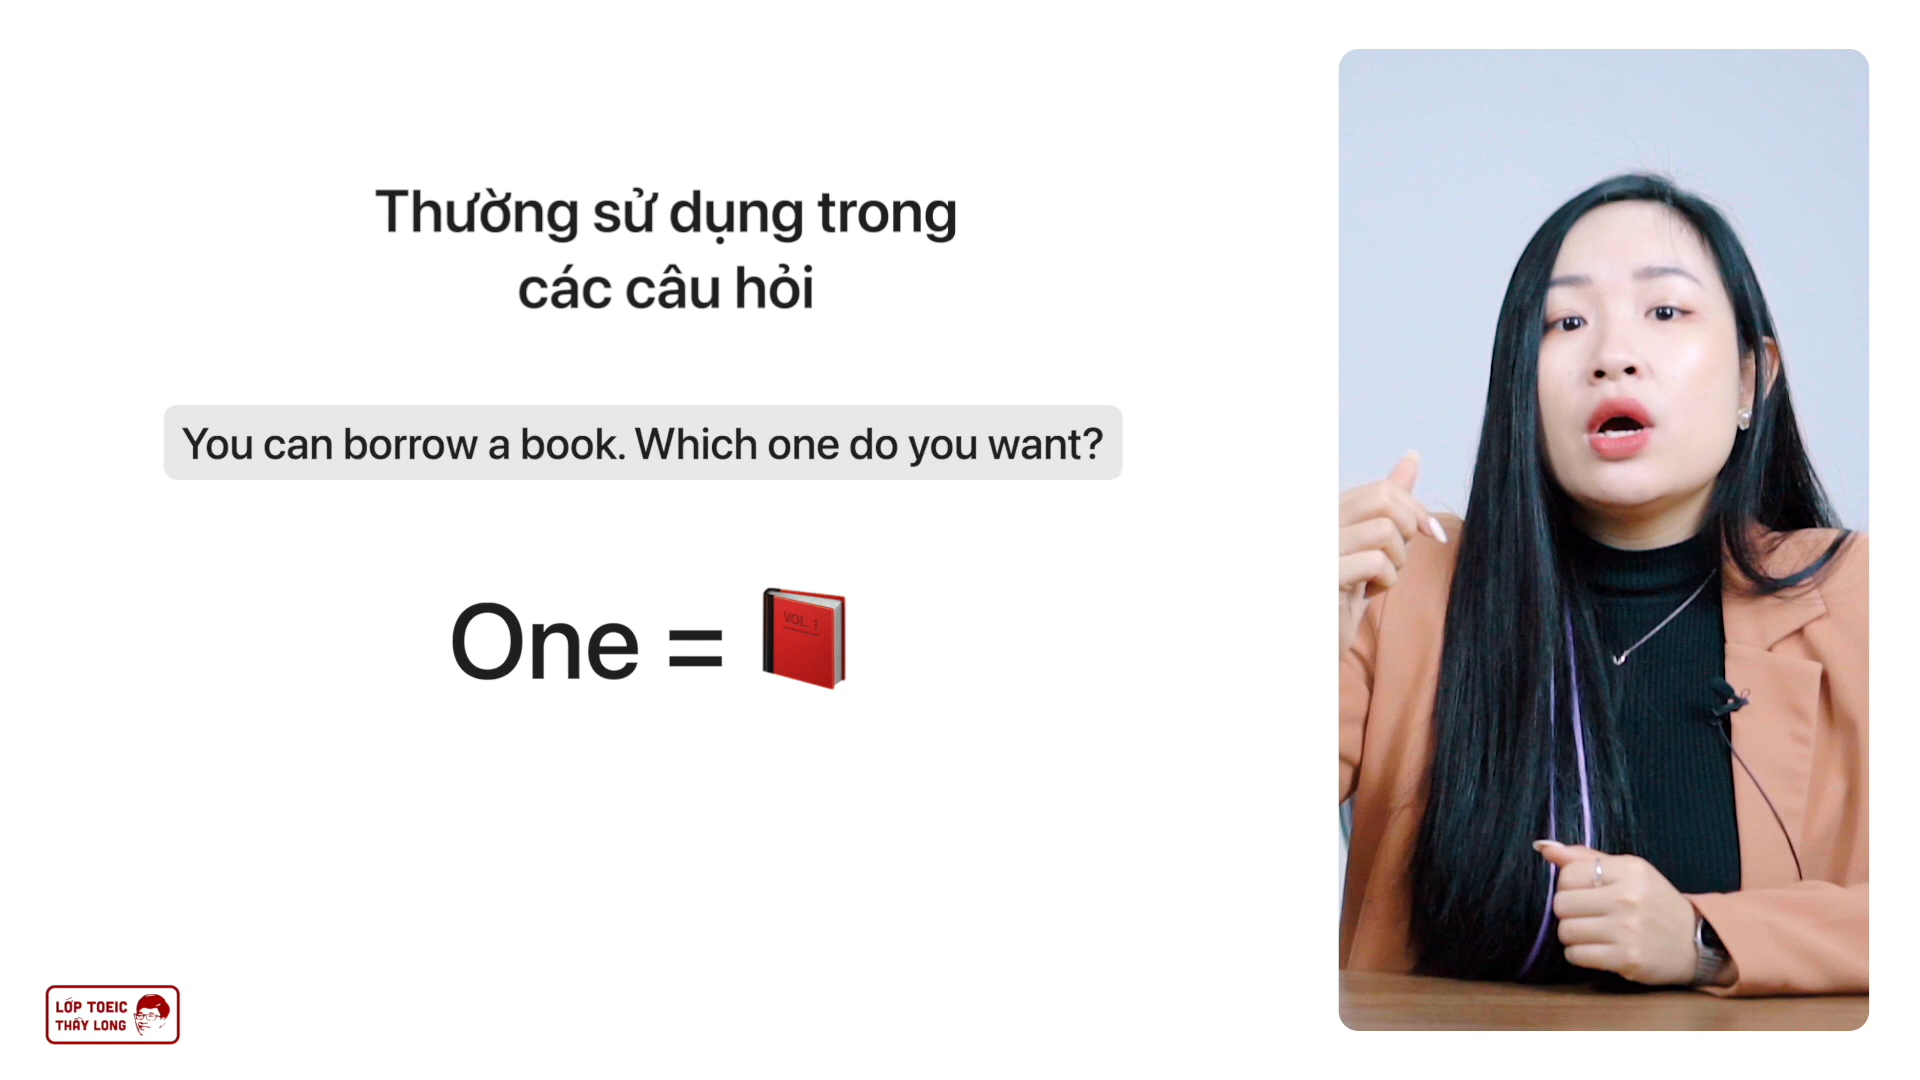 Thường sử dụng trong
các câu hỏi
You can borrow a book. Which one do you want?
One =
VOL. 1
LỚP TOEIC
THẦY LONG